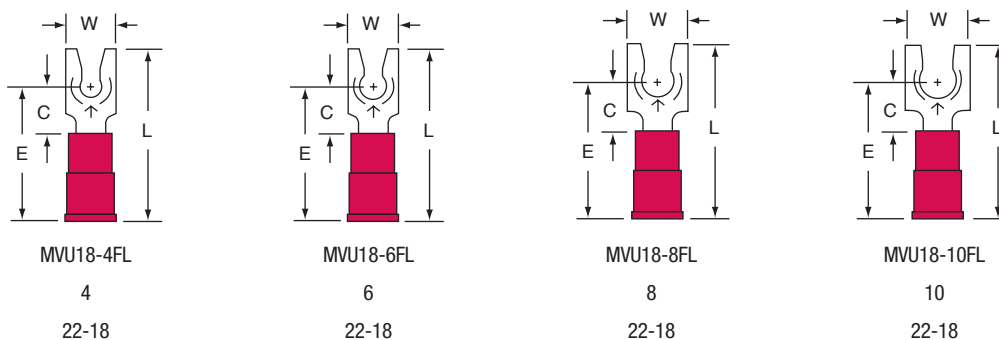 W W W W
C L E
C L E
C L E
C L E
MVU18-4FL MVU18-6FL MVU18-8FL MVU18-10FL
4 6 8 10
22-18 22-18 22-18 22-18